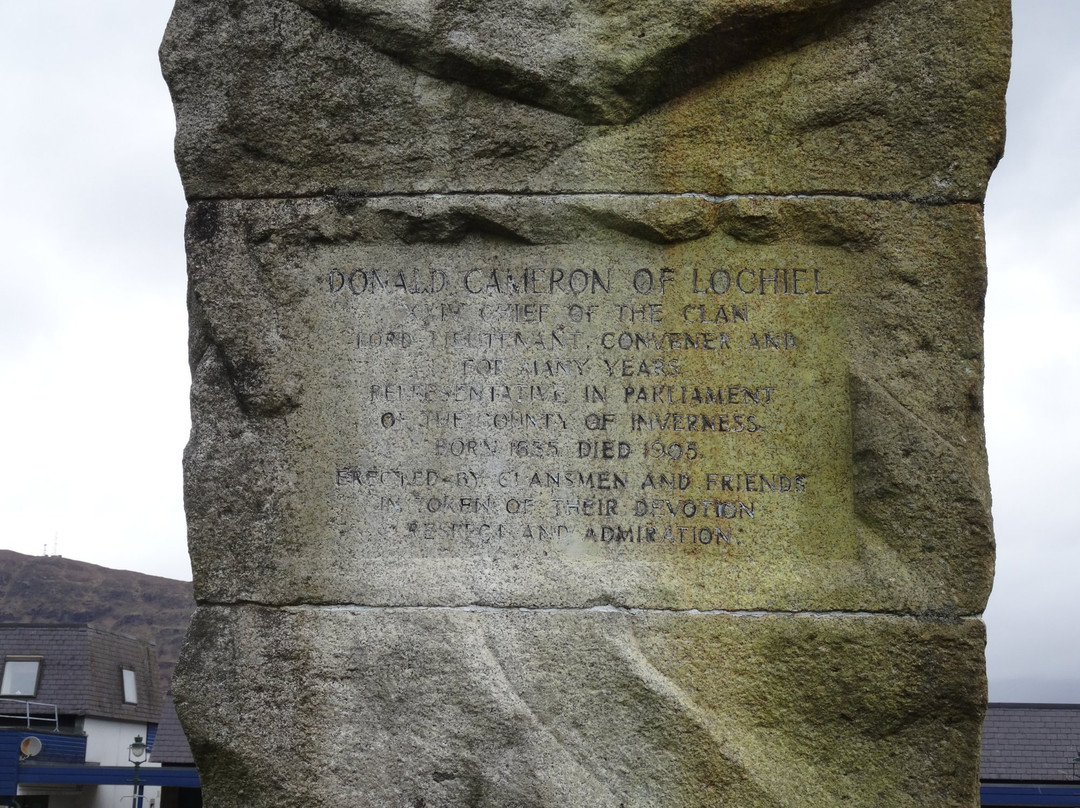 DONALD CAMERON OF LOCHIEL
XXIV CHIEF OF THE CLAN
LORD LIEUTENANT, CONVENER AND
FOR MANY YEARS
REPRESENTATIVE IN PARLIAMENT
OF THE COUNTY OF INVERNESS.
BORN 1835 DIED 1905.
ERECTED BY CLANSMEN AND FRIENDS
IN TOKEN OF THEIR DEVOTION
RESPECT AND ADMIRATION.